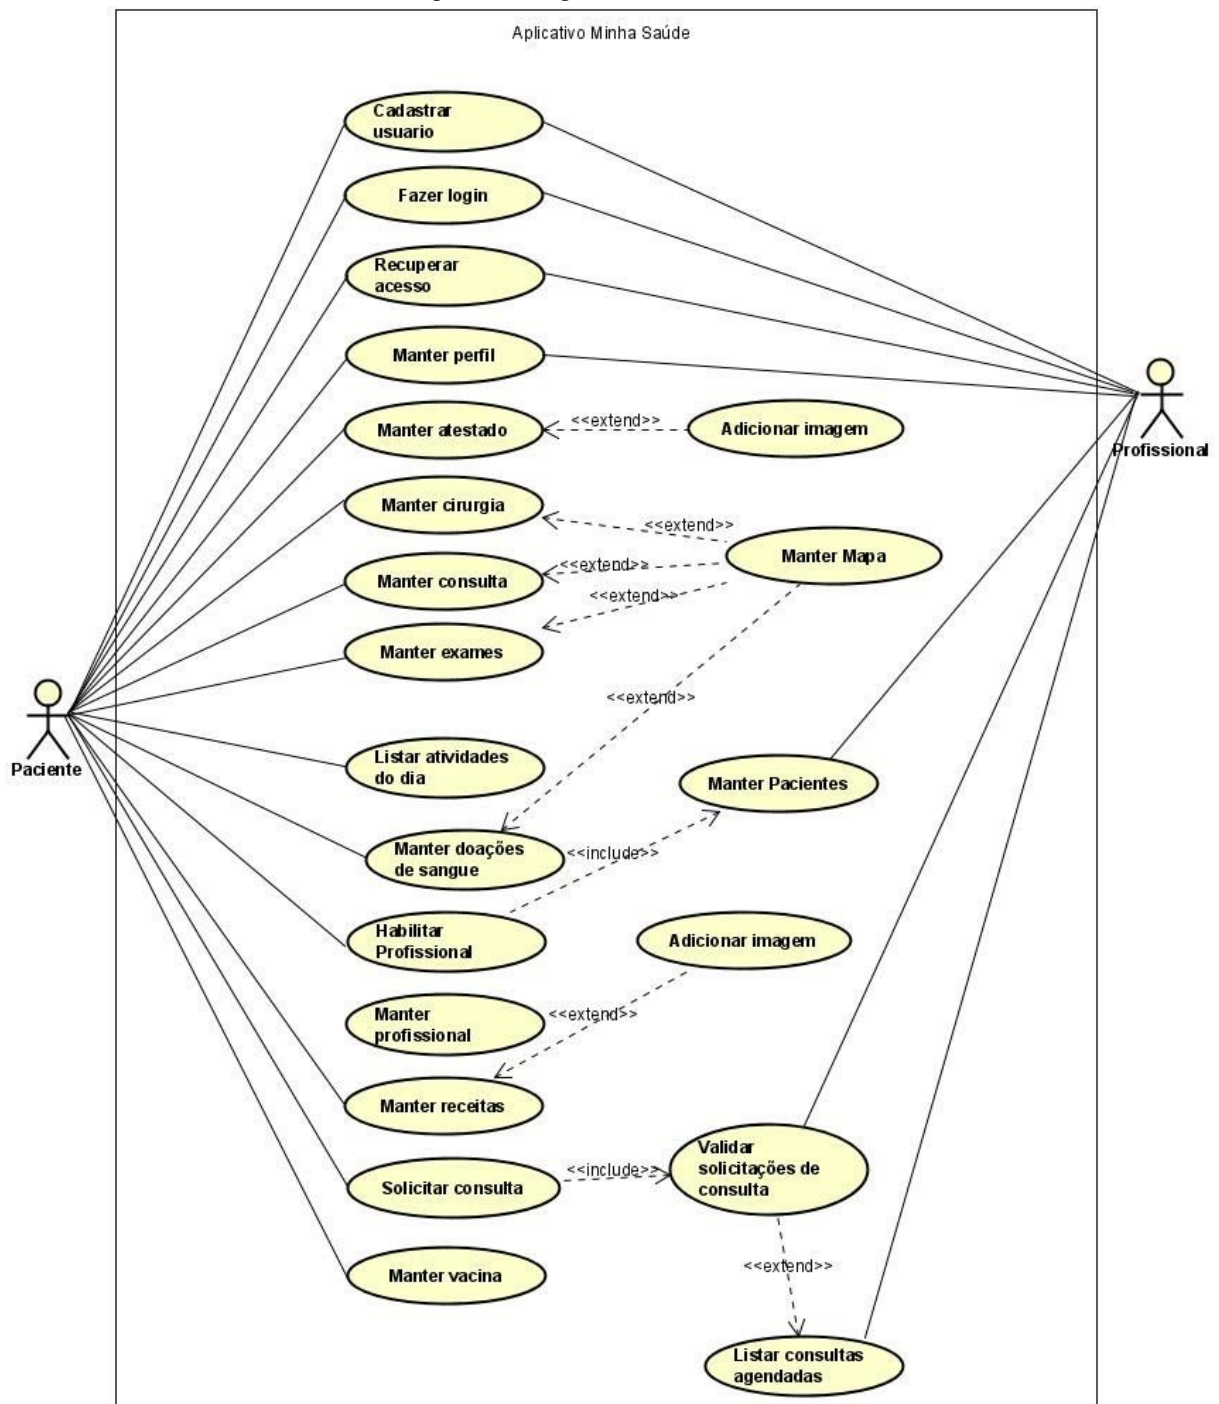 Aplicativo Minha Saúde
Cadastrar
usuario
Fazer login
Recuperar
acesso
Manter perfil
Manter atestado
<<extend>>
Adicionar imagem
Profissional
Manter cirurgia
<<extend>>
Manter Mapa
Manter consulta
<<extend>>
<<extend>>
Manter exames
<<extend>>
Paciente
Listar atividades
do dia
Manter Pacientes
Manter doações
de sangue
<<include>>
Habilitar
Profissional
Adicionar imagem
Manter
profissional
<<extend>>
Manter receitas
Validar
solicitações de
consulta
<<include>>
Solicitar consulta
Manter vacina
<<extend>>
Listar consultas
agendadas